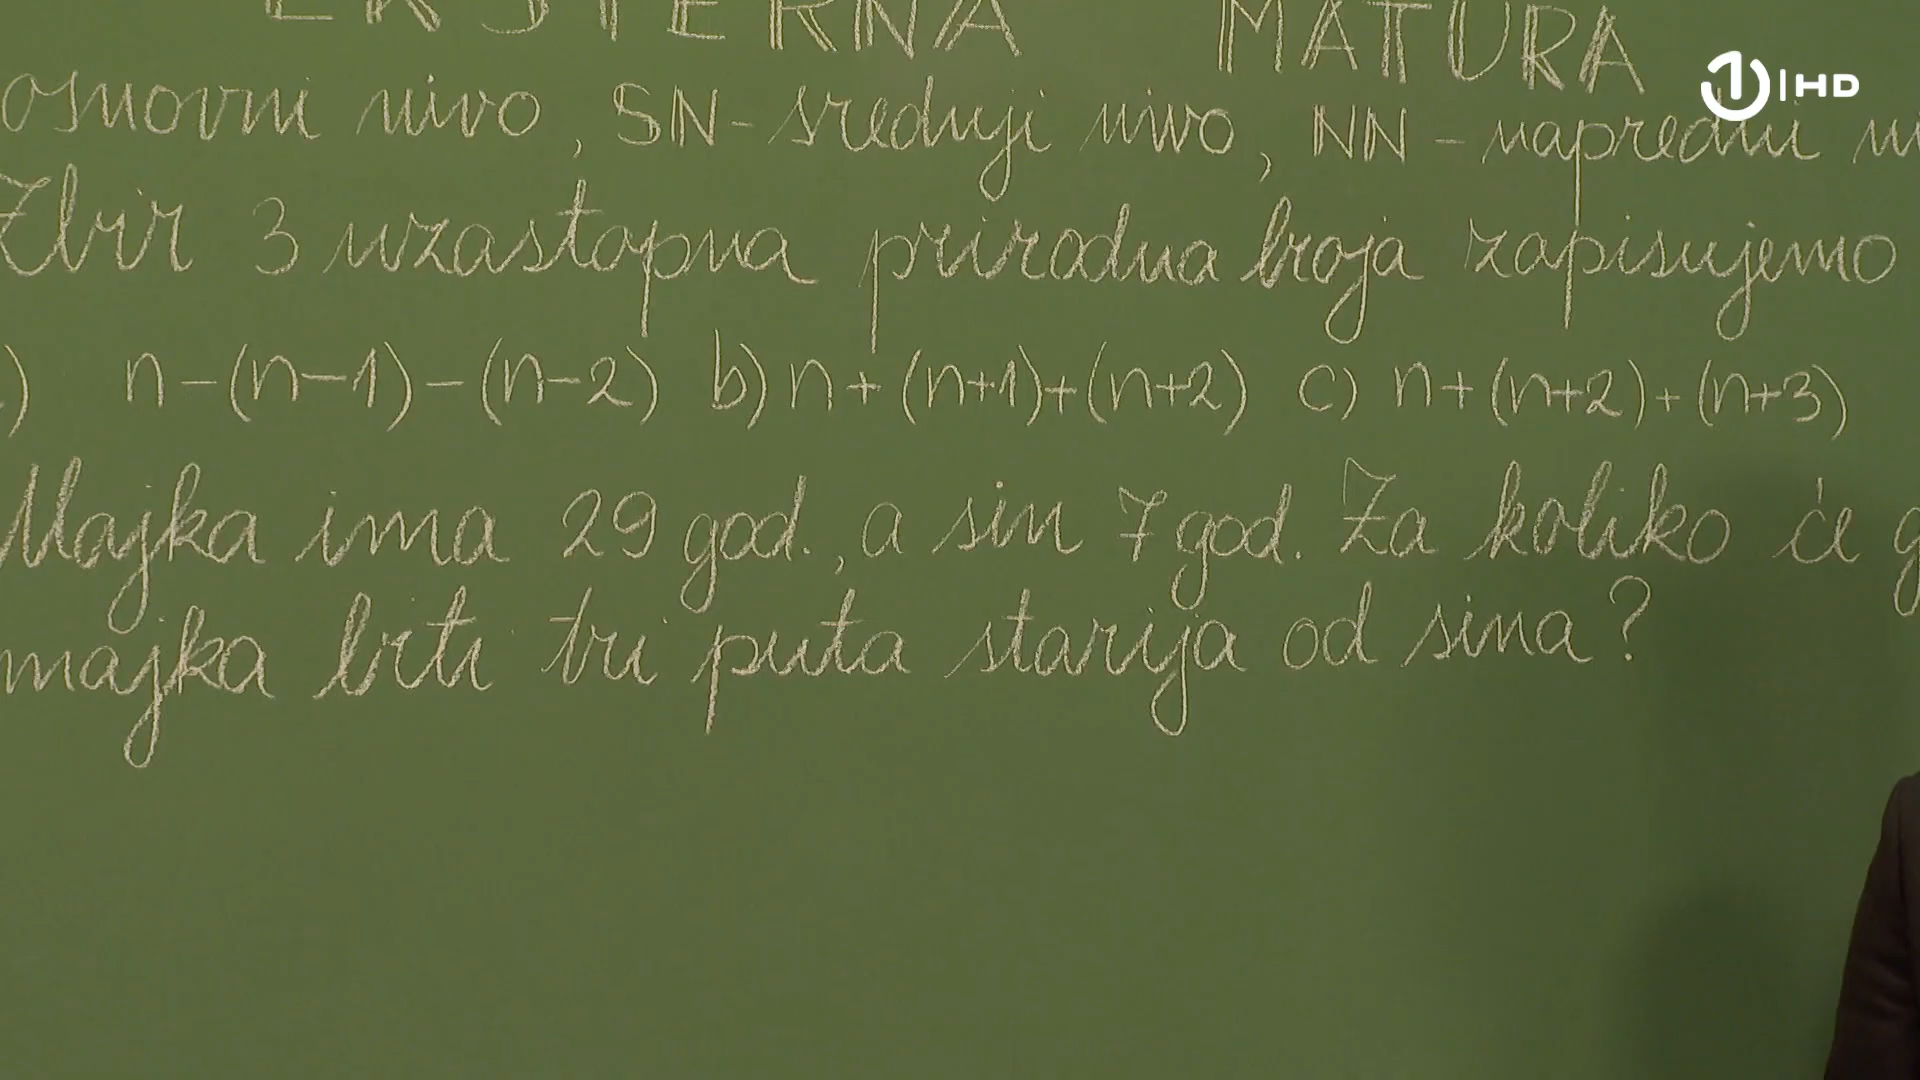 EKSTERNA MATURA
1 HD
osnovni nivo, SN-srednji nivo, NN-napredni
Zbir 3 uzastopna prirodna broja zapisujemo
) n-(n-1)-(n-2) b) n+(n+1)+(n+2) c) n+(n+2)+(n+3)
Majka ima 29 god., a sin 7 god. Za koliko će
majka biti tri puta starija od sina?